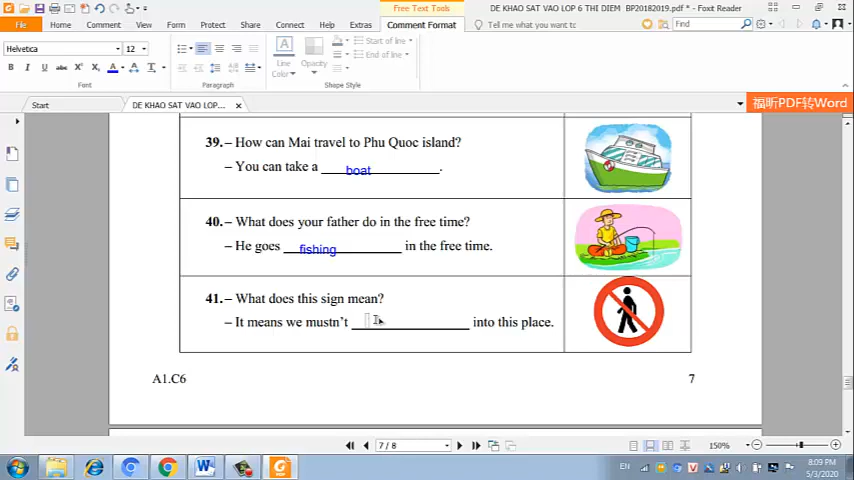 Free Text Tools
DE KHAO SAT VAO LOP 6 THI DIEM BP20182019.pdf * - Foxit Reader
File Home Convert View Form Protect Share Connect Help Extras Comment Format
Tell me what you want...
Find
Helvetica 12
Start of line
End of line
Line Color Opacity
B I U abc X² X₂ A T
Font Paragraph Shape Style
Start DE KHAO SAT VAO LOP...
福昕PDF转Word
39. – How can Mai travel to Phu Quoc island?
– You can take a boat.
40. – What does your father do in the free time?
– He goes fishing in the free time.
41. – What does this sign mean?
– It means we mustn't ____ into this place.
A1.C6 7
7 / 8 150%
EN 8:09 PM
5/3/2020